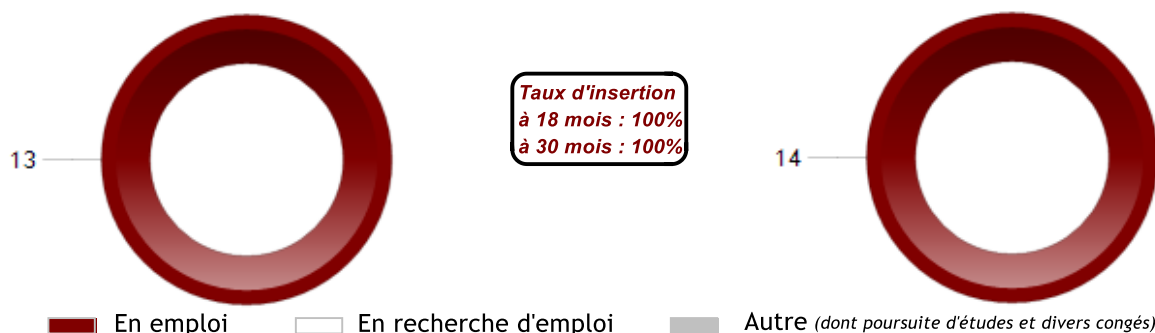 Taux d'insertion
à 18 mois : 100%
à 30 mois : 100%
13
14
En emploi
En recherche d'emploi
Autre (dont poursuite d'études et divers congés)